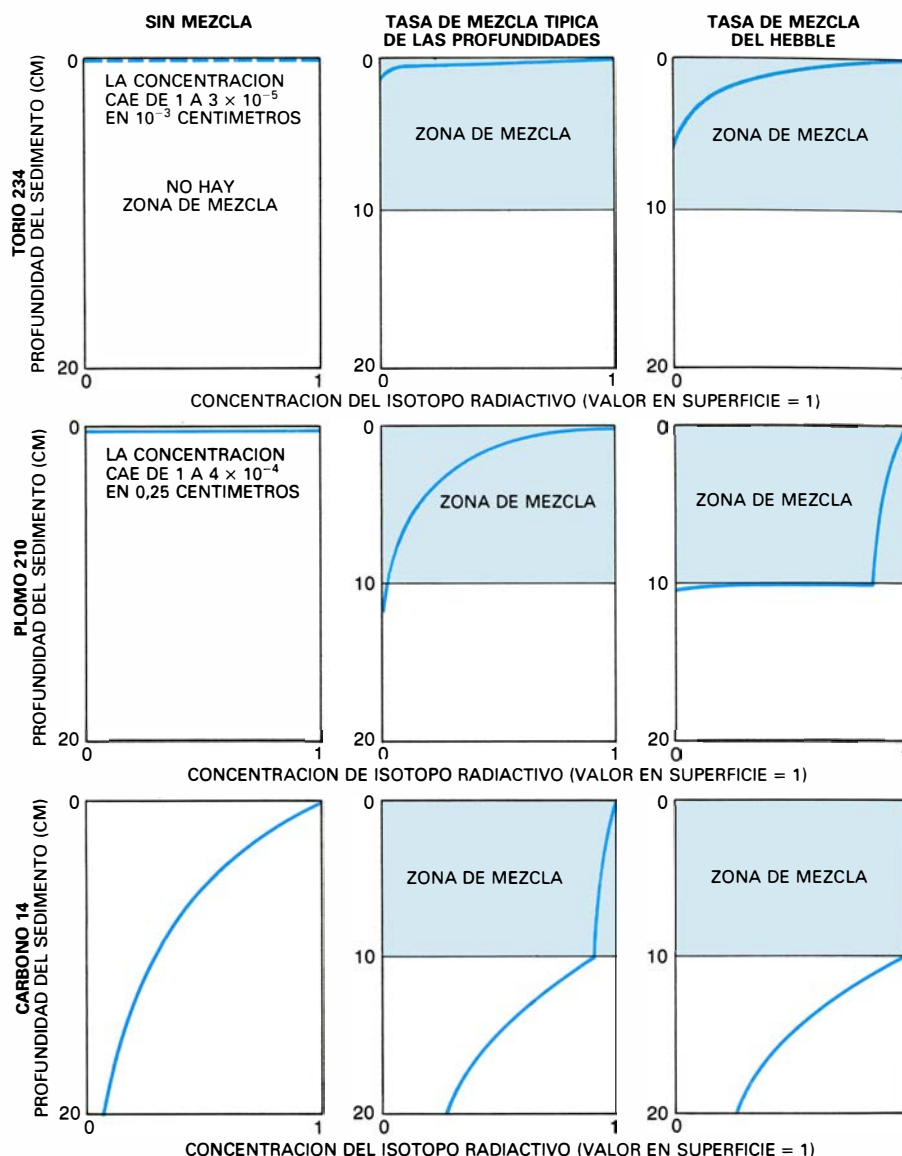 SIN MEZCLA
TASA DE MEZCLA TIPICA
DE LAS PROFUNDIDADES
TASA DE MEZCLA
DEL HEBBLE
TORIO 234
PROFUNDIDAD DEL SEDIMENTO (CM)
0
LA CONCENTRACION
CAE DE 1 A 3 × 10⁻⁵
EN 10⁻³ CENTIMETROS
NO HAY
ZONA DE MEZCLA
20
0
1
0
ZONA DE MEZCLA
10
20
0
1
0
ZONA DE MEZCLA
10
20
0
1
CONCENTRACION DEL ISOTOPO RADIACTIVO (VALOR EN SUPERFICIE = 1)
PLOMO 210
PROFUNDIDAD DEL SEDIMENTO (CM)
0
LA CONCENTRACION
CAE DE 1 A 4 × 10⁻⁴
EN 0,25 CENTIMETROS
20
0
1
0
ZONA DE MEZCLA
10
20
0
1
0
ZONA DE MEZCLA
10
20
0
1
CONCENTRACION DE ISOTOPO RADIACTIVO (VALOR EN SUPERFICIE = 1)
CARBONO 14
PROFUNDIDAD DEL SEDIMENTO (CM)
0
20
0
1
0
ZONA DE MEZCLA
10
20
0
1
0
ZONA DE MEZCLA
10
20
0
1
CONCENTRACION DEL ISOTOPO RADIACTIVO (VALOR EN SUPERFICIE = 1)